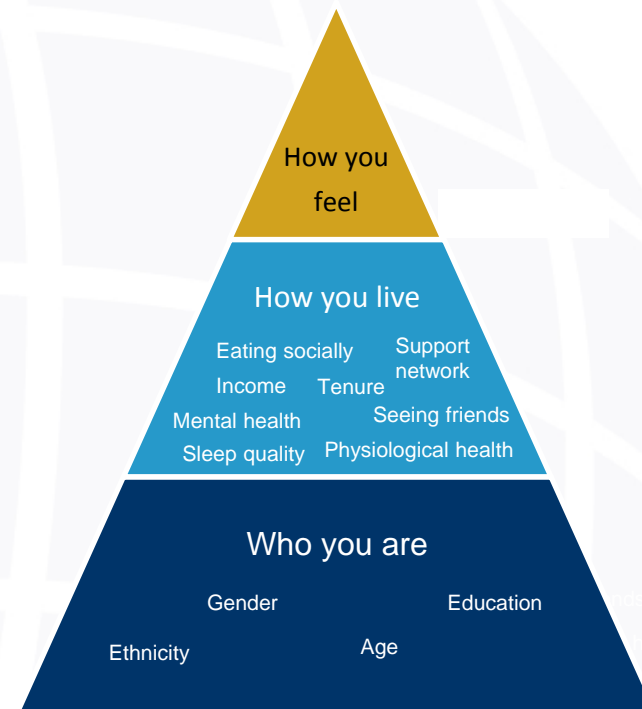 How you
feel
How you live
Eating socially
Support
network
Income
Tenure
Mental health
Seeing friends
Sleep quality
Physiological health
Who you are
Gender
Education
Ethnicity
Age